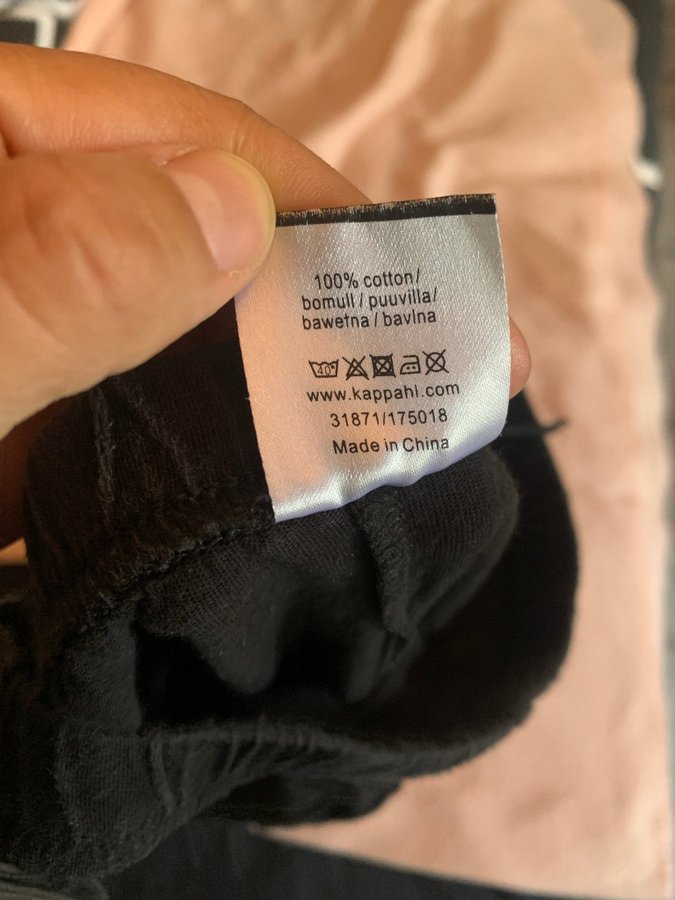 100% cotton/
bomull / puuvilla/
bawełna / bavlna
40°
www.kappahl.com
31871/175018
Made in China